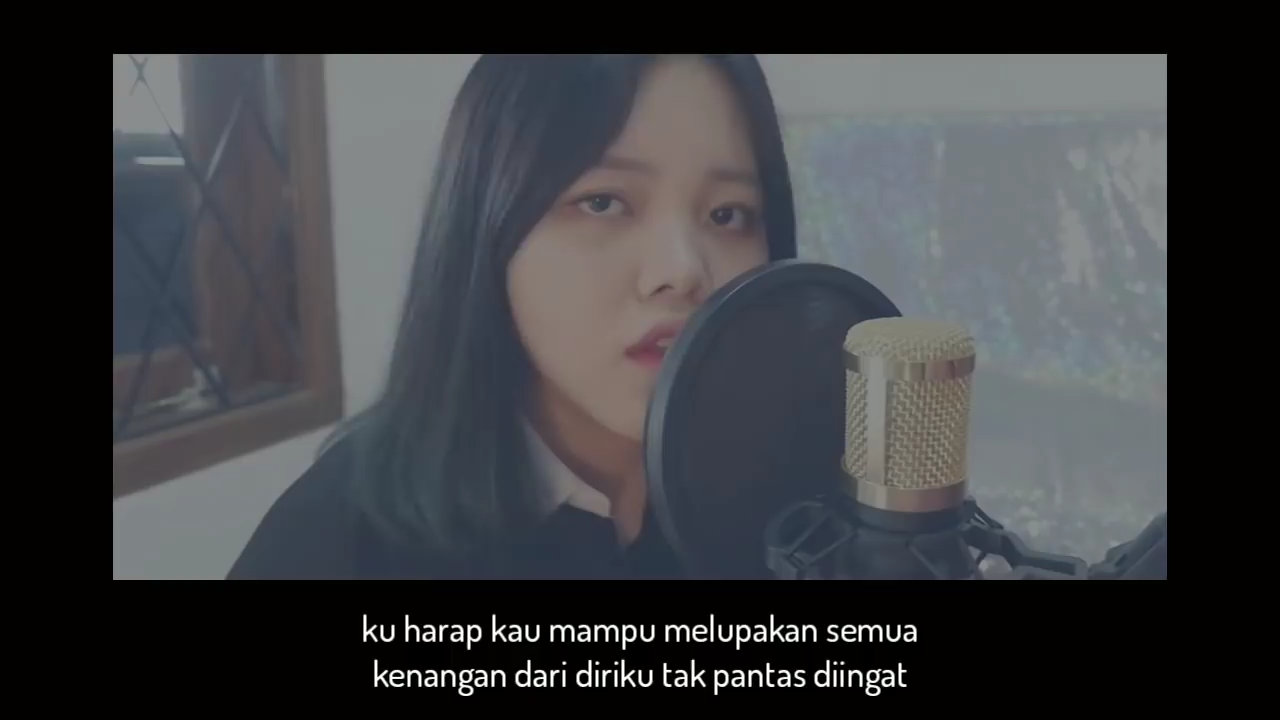 ku harap kau mampu melupakan semua
kenangan dari diriku tak pantas diingat